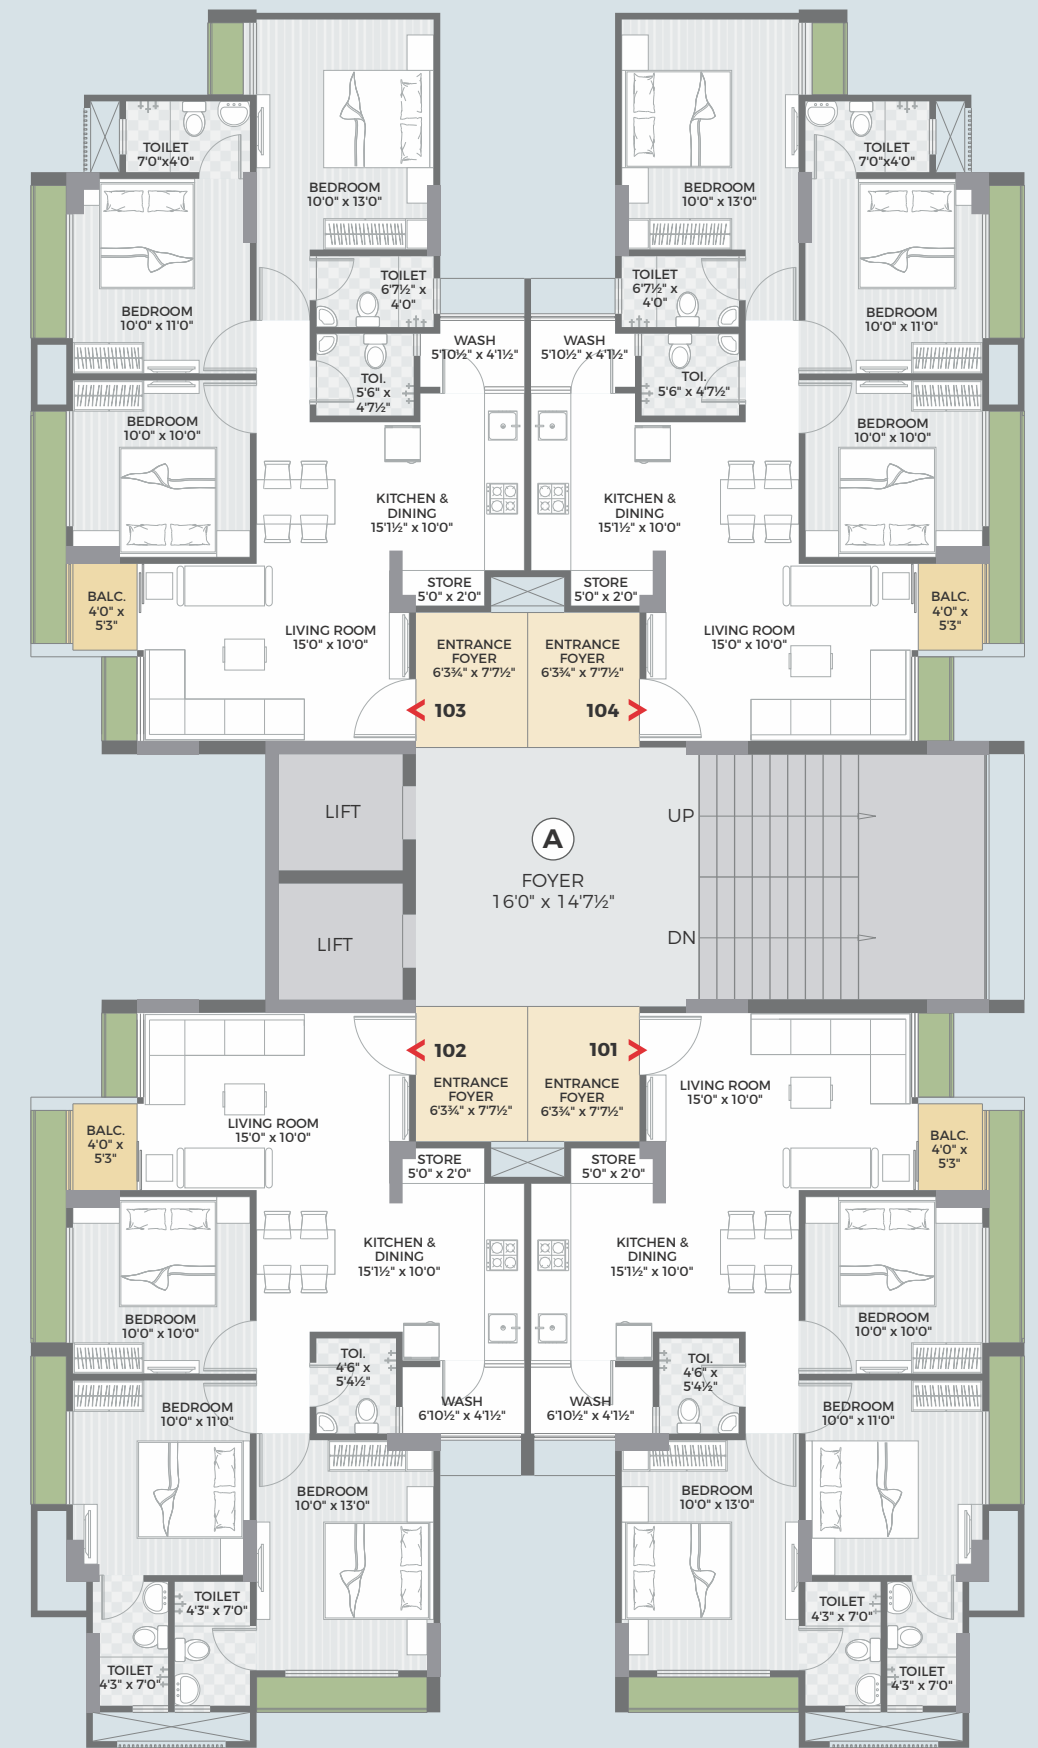 TOILET
7'0"x4'0"
BEDROOM
10'0" x 13'0"
BEDROOM
10'0" x 13'0"
TOILET
7'0"x4'0"
BEDROOM
10'0" x 11'0"
TOILET
6'7½" x
4'0"
TOILET
6'7½" x
4'0"
BEDROOM
10'0" x 11'0"
WASH
5'10½" x 4'1½"
WASH
5'10½" x 4'1½"
TOI.
5'6" x
4'7½"
TOI.
5'6" x 4'7½"
BEDROOM
10'0" x 10'0"
BEDROOM
10'0" x 10'0"
KITCHEN &
DINING
15'1½" x 10'0"
KITCHEN &
DINING
15'1½" x 10'0"
STORE
5'0" x 2'0"
STORE
5'0" x 2'0"
BALC.
4'0" x
5'3"
BALC.
4'0" x
5'3"
LIVING ROOM
15'0" x 10'0"
ENTRANCE
FOYER
6'3¾" x 7'7½"
ENTRANCE
FOYER
6'3¾" x 7'7½"
LIVING ROOM
15'0" x 10'0"
103
104
LIFT
UP
A
FOYER
16'0" x 14'7½"
LIFT
DN
102
101
ENTRANCE
FOYER
6'3¾" x 7'7½"
ENTRANCE
FOYER
6'3¾" x 7'7½"
LIVING ROOM
15'0" x 10'0"
LIVING ROOM
15'0" x 10'0"
BALC.
4'0" x
5'3"
BALC.
4'0" x
5'3"
STORE
5'0" x 2'0"
STORE
5'0" x 2'0"
KITCHEN &
DINING
15'1½" x 10'0"
KITCHEN &
DINING
15'1½" x 10'0"
BEDROOM
10'0" x 10'0"
BEDROOM
10'0" x 10'0"
TOI.
4'6" x
5'4½"
TOI.
4'6" x
5'4½"
WASH
6'10½" x 4'1½"
WASH
6'10½" x 4'1½"
BEDROOM
10'0" x 11'0"
BEDROOM
10'0" x 11'0"
BEDROOM
10'0" x 13'0"
BEDROOM
10'0" x 13'0"
TOILET
4'3" x 7'0"
TOILET
4'3" x 7'0"
TOILET
4'3" x 7'0"
TOILET
4'3" x 7'0"